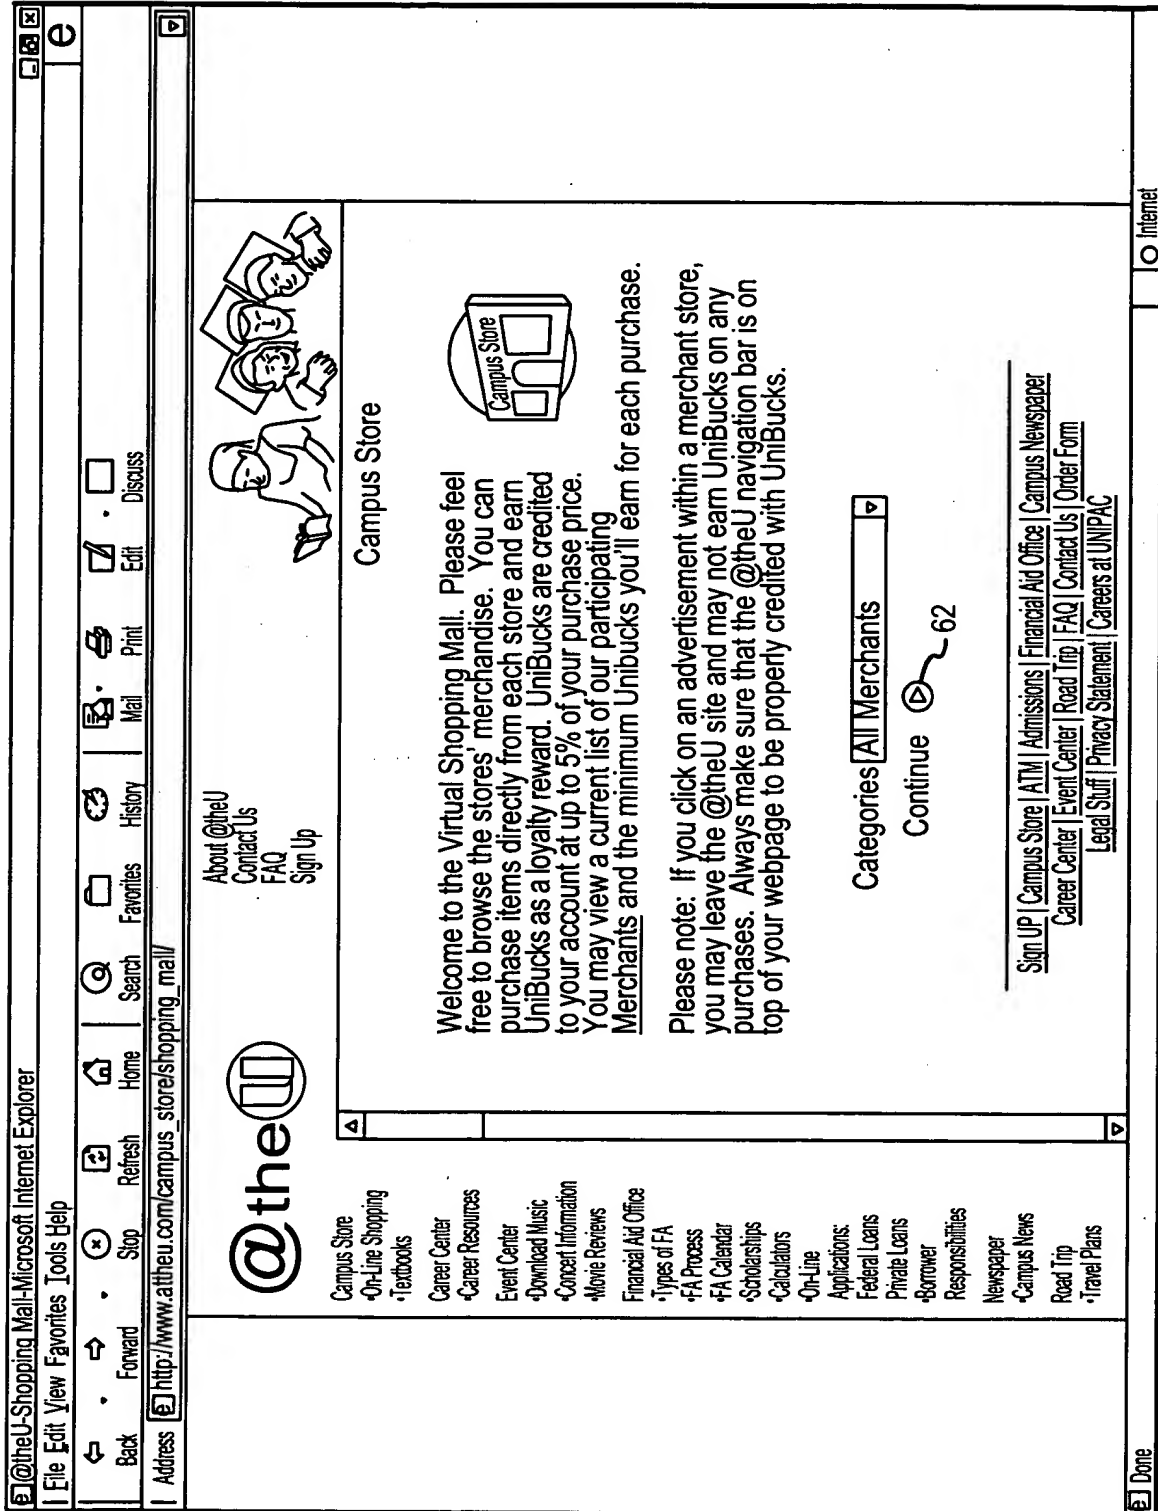 @theU-Shopping Mall-Microsoft Internet Explorer
File Edit View Favorites Tools Help
Back Forward Stop Refresh Home Search Favorites History Mail Print Edit Discuss
Address http://www.attheu.com/campus_store/shopping_mall/
@theU
About @theU
Contact Us
FAQ
Sign Up
Campus Store
•On-Line Shopping
•Textbooks
Career Center
•Career Resources
Event Center
•Download Music
•Concert Information
•Movie Reviews
Financial Aid Office
•Types of FA
•FA Process
•FA Calendar
•Scholarships
•Calculators
•On-Line
Applications:
Federal Loans
Private Loans
•Borrower
Responsibilities
Newspaper
•Campus News
Road Trip
•Travel Plans
Campus Store
Welcome to the Virtual Shopping Mall. Please feel
free to browse the stores' merchandise. You can
purchase items directly from each store and earn
UniBucks as a loyalty reward. UniBucks are credited
to your account at up to 5% of your purchase price.
You may view a current list of our participating
Merchants and the minimum Unibucks you'll earn for each purchase.
Campus Store
Please note: If you click on an advertisement within a merchant store,
you may leave the @theU site and may not earn UniBucks on any
purchases. Always make sure that the @theU navigation bar is on
top of your webpage to be properly credited with UniBucks.
Categories All Merchants
Continue 62
Sign UP | Campus Store | ATM | Admissions | Financial Aid Office | Campus Newspaper
Career Center | Event Center | Road Trip | FAQ | Contact Us | Order Form
Legal Stuff | Privacy Statement | Careers at UNIPAC
Done Internet